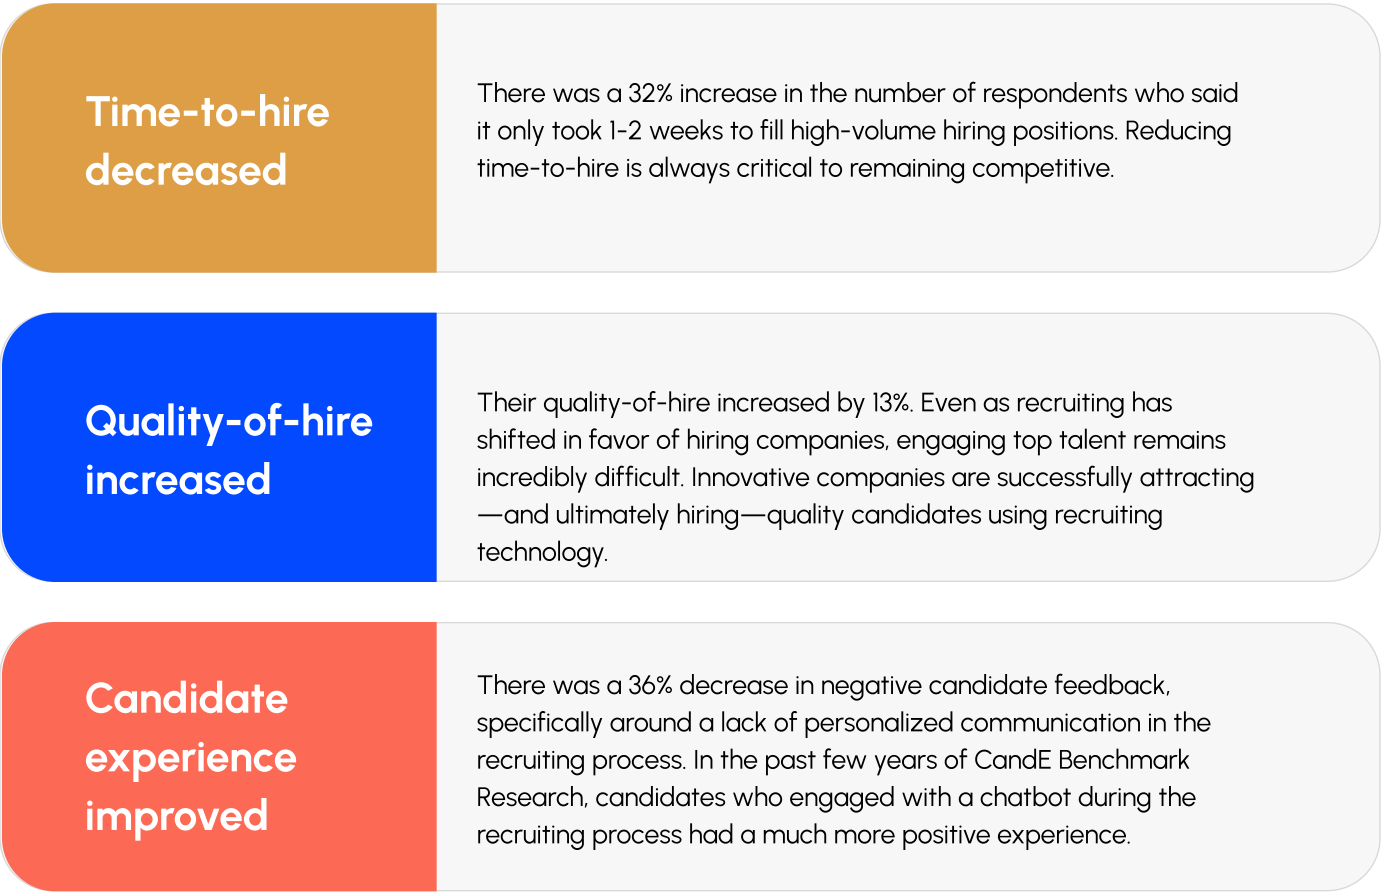 Time-to-hire
decreased
There was a 32% increase in the number of respondents who said
it only took 1-2 weeks to fill high-volume hiring positions. Reducing
time-to-hire is always critical to remaining competitive.
Quality-of-hire
increased
Their quality-of-hire increased by 13%. Even as recruiting has
shifted in favor of hiring companies, engaging top talent remains
incredibly difficult. Innovative companies are successfully attracting
—and ultimately hiring—quality candidates using recruiting
technology.
Candidate
experience
improved
There was a 36% decrease in negative candidate feedback,
specifically around a lack of personalized communication in the
recruiting process. In the past few years of CandE Benchmark
Research, candidates who engaged with a chatbot during the
recruiting process had a much more positive experience.